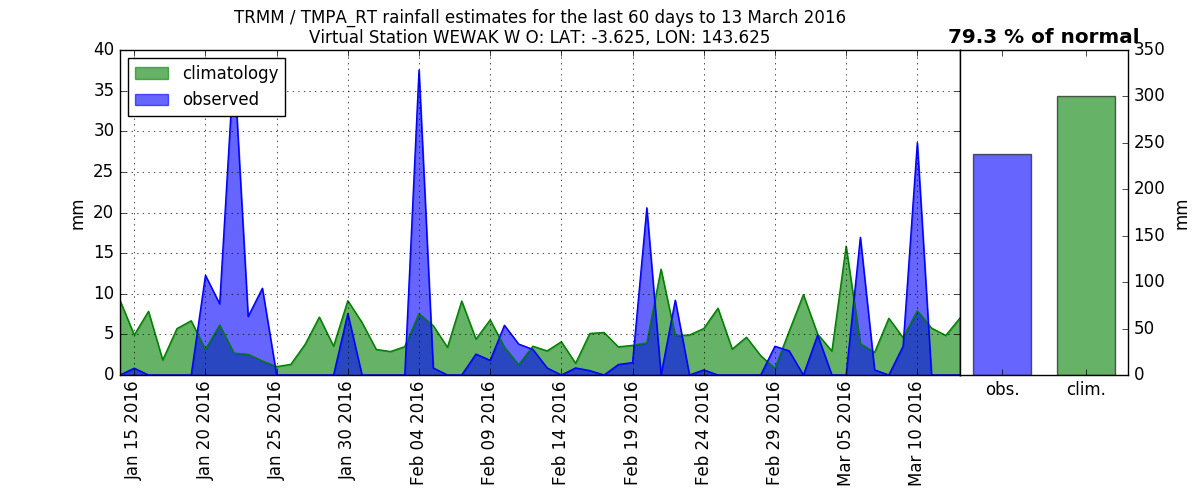 TRMM / TMPA_RT rainfall estimates for the last 60 days to 13 March 2016
Virtual Station WEWAK W O: LAT: -3.625, LON: 143.625
79.3 % of normal
climatology
observed
mm
40
35
30
25
20
15
10
5
0
Jan 15 2016
Jan 20 2016
Jan 25 2016
Jan 30 2016
Feb 04 2016
Feb 09 2016
Feb 14 2016
Feb 19 2016
Feb 24 2016
Feb 29 2016
Mar 05 2016
Mar 10 2016
obs.
clim.
350
300
250
200
150
100
50
0
mm